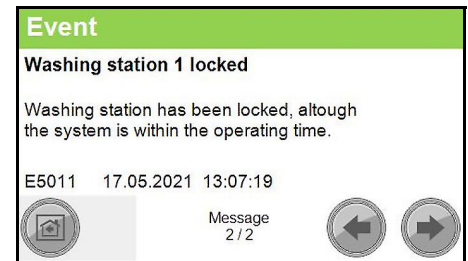 Event
Washing station 1 locked
Washing station has been locked, altough
the system is within the operating time.
E5011 17.05.2021 13:07:19
Message
2 / 2